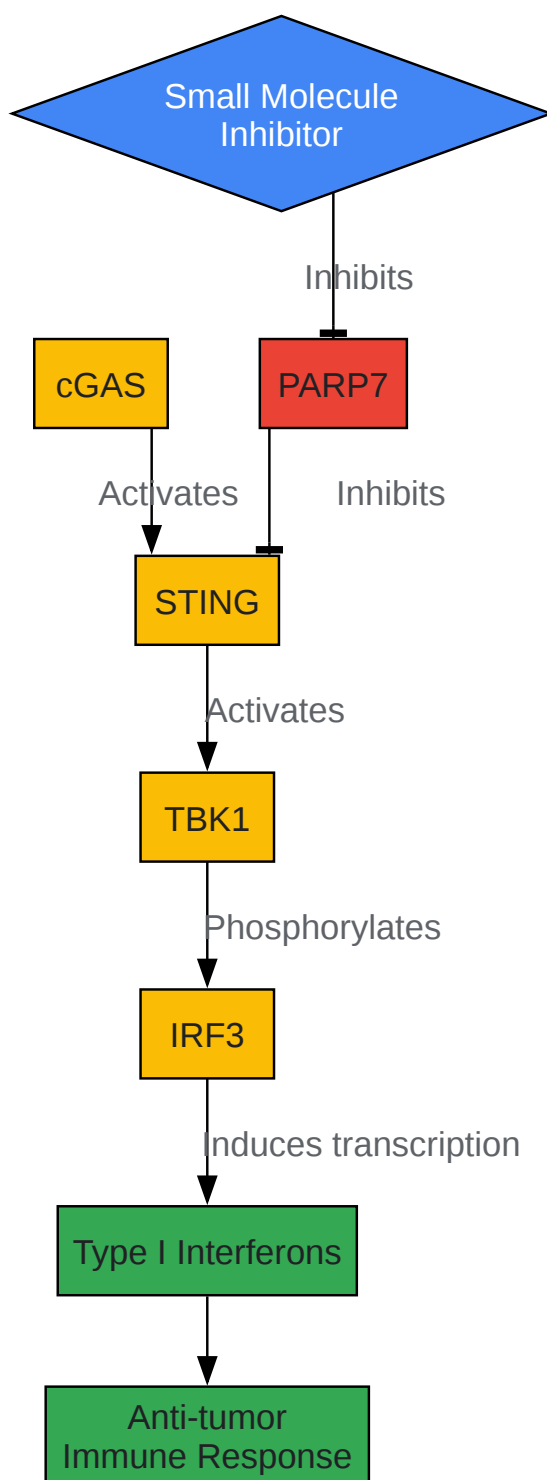 Small Molecule
Inhibitor
Inhibits
cGAS
PARP7
Activates
Inhibits
STING
Activates
TBK1
Phosphorylates
IRF3
Induces transcription
Type I Interferons
Anti-tumor
Immune Response